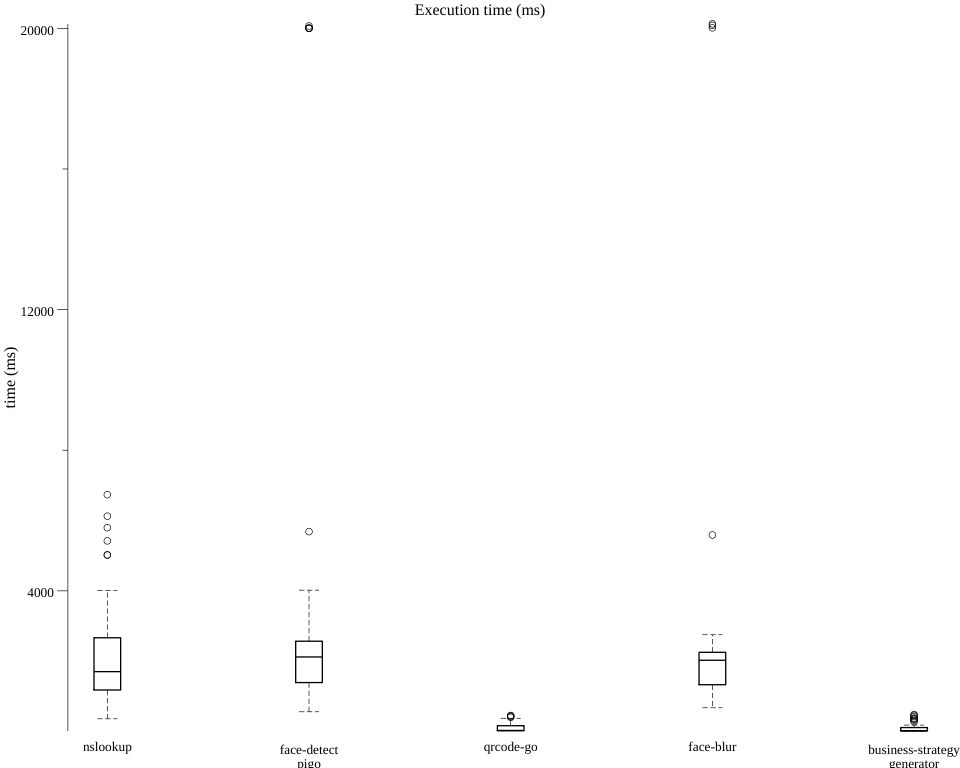 Execution time (ms)
20000
12000
time (ms)
4000
nslookup
face-detect
pigo
qrcode-go
face-blur
business-strategy
generator